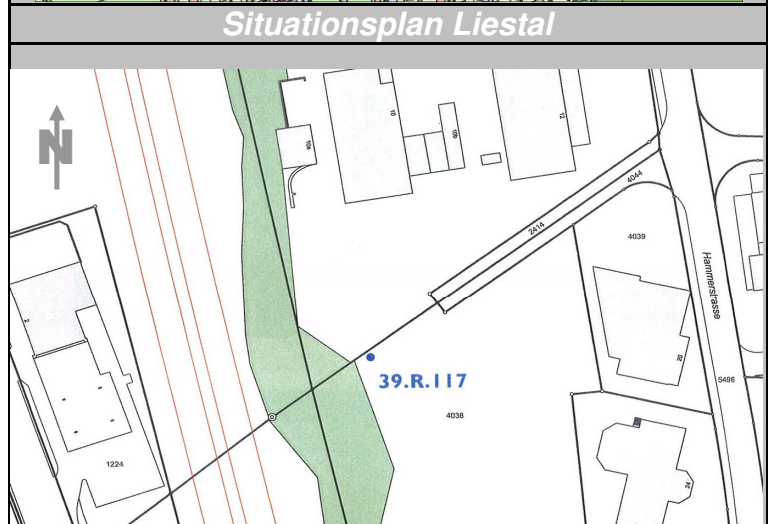 Situationsplan Liestal
N
10
12
10b
10a
4044
2414
4039
Hammerstrasse
2
20
39.R.117
5496
4038
1224
24